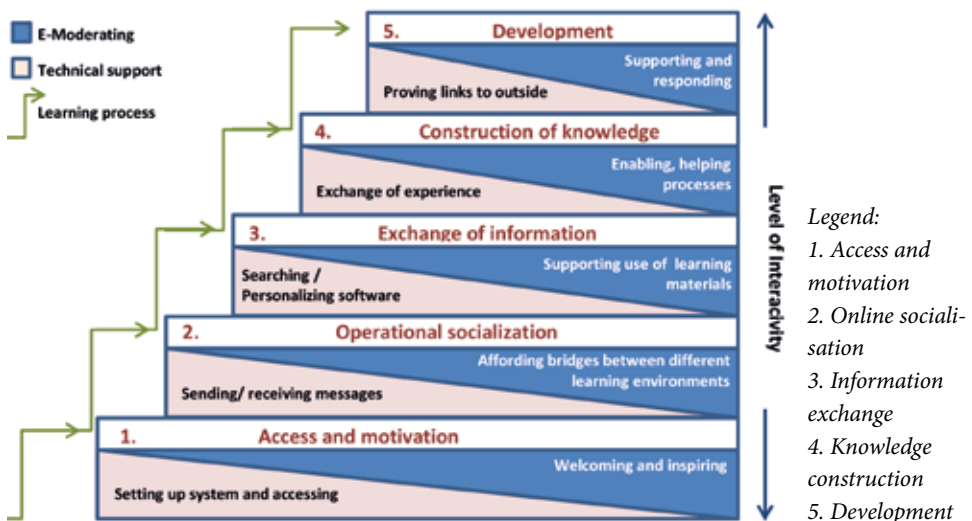 E-Moderating
Technical support
Learning process
5. Development
Supporting and
responding
Proving links to outside
4. Construction of knowledge
Enabling, helping
processes
Exchange of experience
3. Exchange of information
Supporting use of learning
materials
Searching /
Personalizing software
2. Operational socialization
Affording bridges between different
learning environments
Sending/ receiving messages
1. Access and motivation
Welcoming and inspiring
Setting up system and accessing
Level of Interacivity
Legend:
1. Access and
motivation
2. Online sociali-
sation
3. Information
exchange
4. Knowledge
construction
5. Development